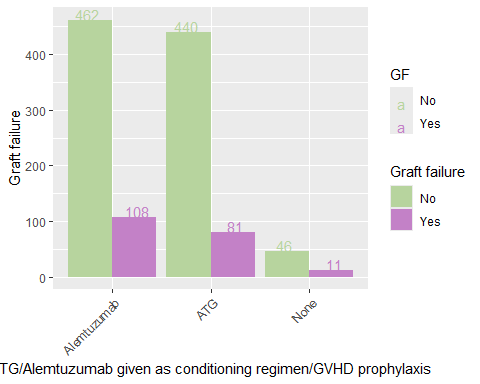 462
440
108
81
46
11
400
300
200
100
0
Graft failure
Alemtuzumab
ATG
None
TG/Alemtuzumab given as conditioning regimen/GVHD prophylaxis
GF
a No
a Yes
Graft failure
No
Yes